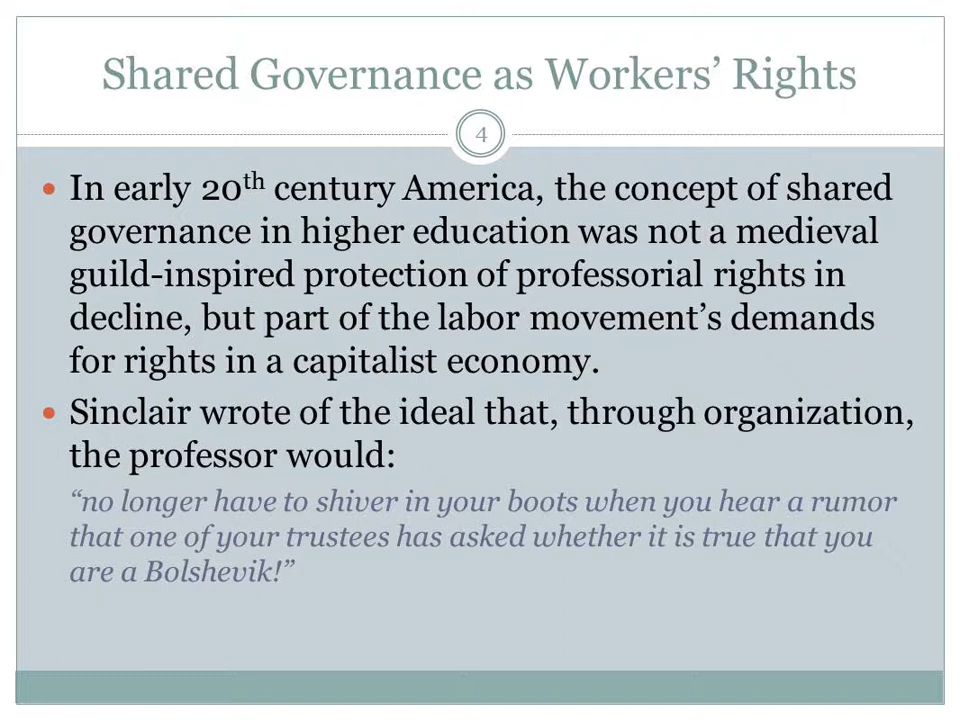 Shared Governance as Workers’ Rights
4
• In early 20th century America, the concept of shared
governance in higher education was not a medieval
guild-inspired protection of professorial rights in
decline, but part of the labor movement’s demands
for rights in a capitalist economy.
• Sinclair wrote of the ideal that, through organization,
the professor would:
“no longer have to shiver in your boots when you hear a rumor
that one of your trustees has asked whether it is true that you
are a Bolshevik!”